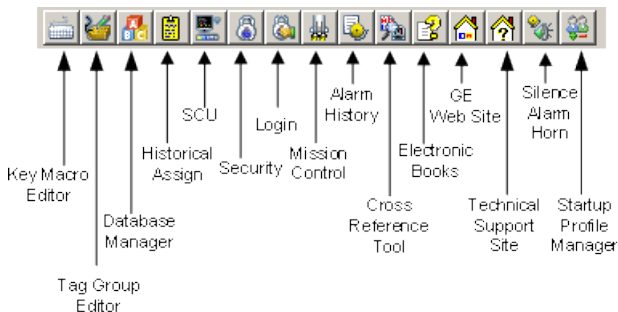 SCU
Login
Alarm
History
GE
Web Site
Silence
Alarm
Horn
Key Macro
Editor
Historical
Assign
Security
Mission
Control
Electronic
Books
Database
Manager
Cross
Reference
Tool
Technical
Support
Site
Startup
Profile
Manager
Tag Group
Editor